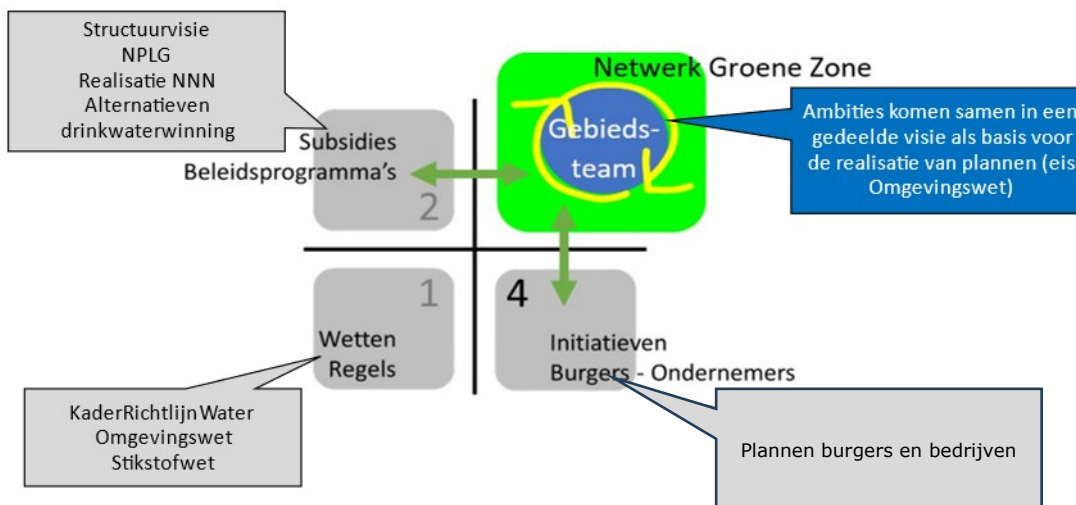 Structuurvisie
NPLG
Realisatie NNN
Alternatieven
drinkwaterwinning
Netwerk Groene Zone
Gebieds-
team
Ambities komen samen in een
gedeelde visie als basis voor
de realisatie van plannen (eis
Omgevingswet)
Subsidies
Beleidsprogramma's
2
1
Wetten
Regels
4
Initiatieven
Burgers - Ondernemers
KaderRichtlijnWater
Omgevingswet
Stikstofwet
Plannen burgers en bedrijven